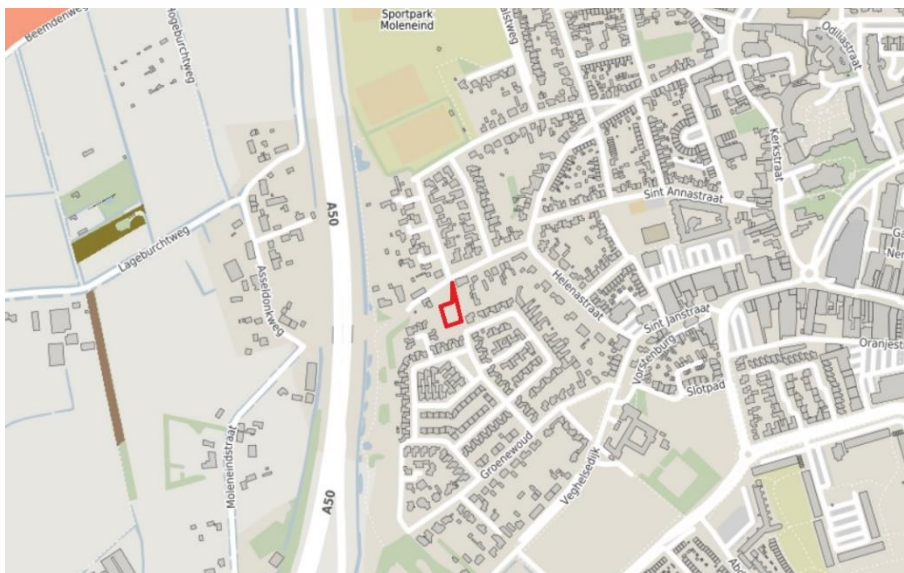 Sportpark
Moleneind
Beemdenweg
Hogeburchtweg
alstweg
Odiliastraat
Kerkstraat
Sint Annastraat
A50
Lageburchtweg
Asseldonkweg
Helenastraat
Sint Janstraat
Vorstenburg
Slotpad
Oranjest
Groenewoud
Veghelsedijk
Moleneindstraat
A50